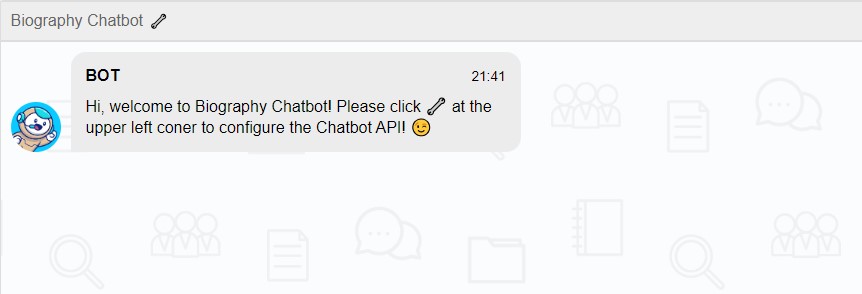 Biography Chatbot 🔧
BOT
21:41
Hi, welcome to Biography Chatbot! Please click 🔧 at the
upper left coner to configure the Chatbot API! 😉